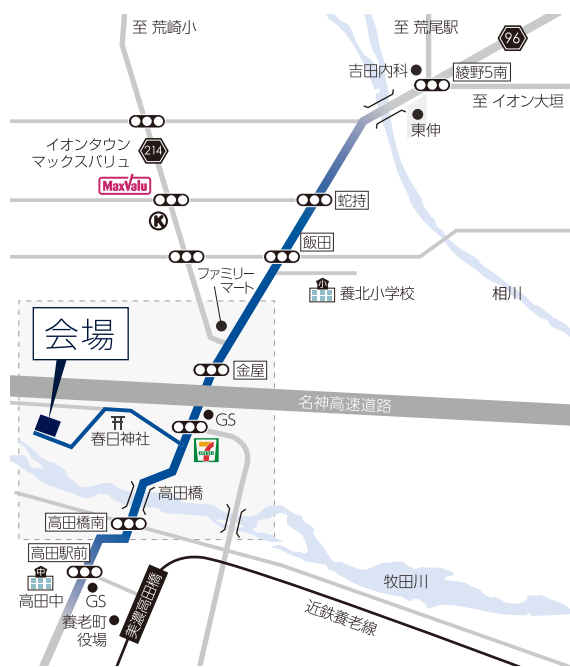 至 荒崎小
至 荒尾駅
96
吉田内科
綾野5南
至 イオン大垣
東伸
イオンタウン
マックスバリュ
214
MaxValu
K
蛇持
飯田
ファミリー
マート
小
養北小学校
相川
会場
金屋
名神高速道路
GS
春日神社
7
ELEVEN
高田橋
高田橋南
高田駅前
中
高田中
GS
養老町
役場
美濃高田橋
牧田川
近鉄養老線